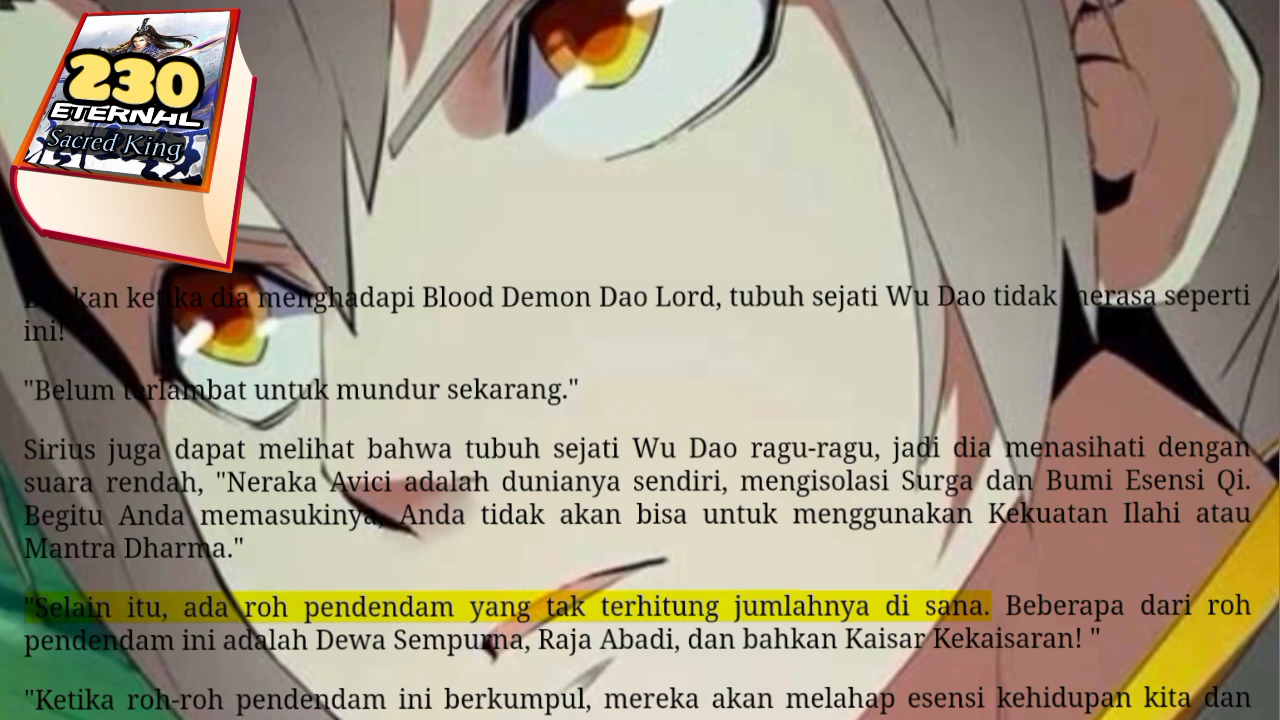 230
ETERNAL
Sacred King
Bahkan ketika dia menghadapi Blood Demon Dao Lord, tubuh sejati Wu Dao tidak merasa seperti
ini!
"Belum terlambat untuk mundur sekarang."
Sirius juga dapat melihat bahwa tubuh sejati Wu Dao ragu-ragu, jadi dia menasihati dengan
suara rendah, "Neraka Avici adalah dunianya sendiri, mengisolasi Surga dan Bumi Esensi Qi.
Begitu Anda memasukinya, Anda tidak akan bisa untuk menggunakan Kekuatan Ilahi atau
Mantra Dharma."
"Selain itu, ada roh pendendam yang tak terhitung jumlahnya di sana. Beberapa dari roh
pendendam ini adalah Dewa Sempurna, Raja Abadi, dan bahkan Kaisar Kekaisaran! "
"Ketika roh-roh pendendam ini berkumpul, mereka akan melahap esensi kehidupan kita dan